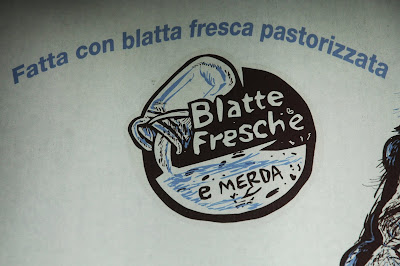 Fatta con blatta fresca pastorizzata
Blatte
Fresche
e MERDA